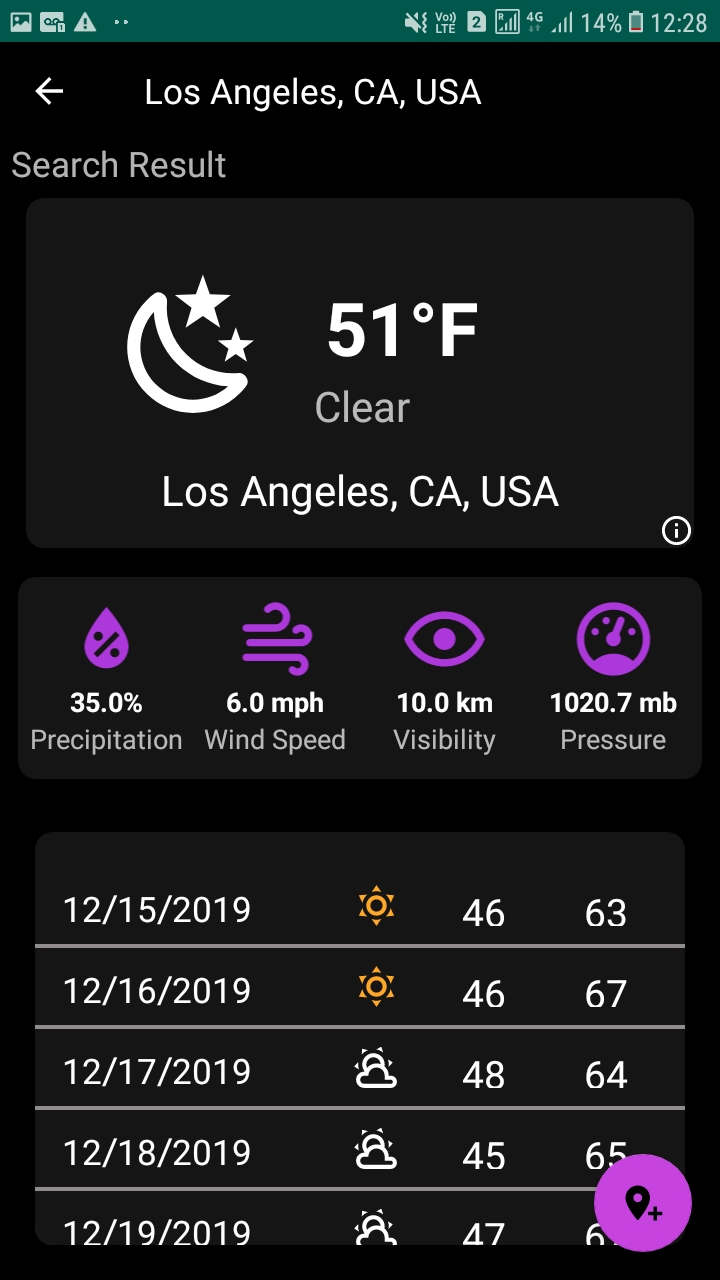 Vo) LTE 2 R 4G 14% 12:28
Los Angeles, CA, USA
Search Result
51°F
Clear
Los Angeles, CA, USA
35.0% 6.0 mph 10.0 km 1020.7 mb
Precipitation Wind Speed Visibility Pressure
12/15/2019 46 63
12/16/2019 46 67
12/17/2019 48 64
12/18/2019 45 65
12/19/2019 47